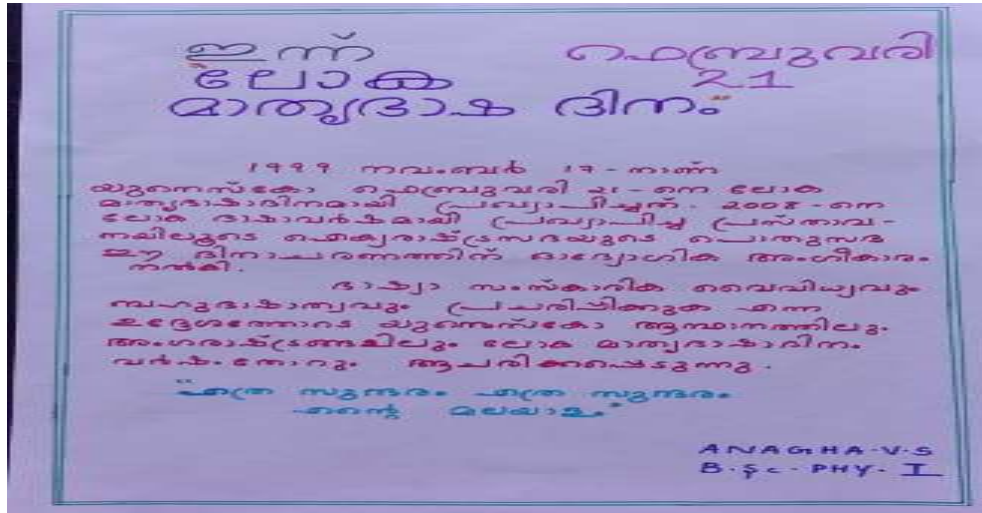 ഇന്ന് ഫെബ്രുവരി 21
"ലോക
മാതൃഭാഷ ദിനം"
1999 നവംബർ 17-നാണ്
യുനെസ്കോ ഫെബ്രുവരി 21-നെ ലോക
മാതൃഭാഷാദിനമായി പ്രഖ്യാപിച്ചത്. 2008-നെ
ലോക ഭാഷാവർഷമായി പ്രഖ്യാപിച്ച പ്രസ്താവ-
നയിലൂടെ ഐക്യരാഷ്ട്രസഭയുടെ പൊതുസഭ
ഈ ദിനാചരണത്തിന് ഔദ്യോഗിക അംഗീകാരം
നൽകി.
ഭാഷാ സംസ്കാരിക വൈവിധ്യവും
ബഹുഭാഷാത്വവും പ്രചരിപ്പിക്കുക എന്ന
ഉദ്ദേശത്തോടെ യുണെസ്കോ ആസ്ഥാനത്തിലും
അംഗരാഷ്ട്രങ്ങളിലും ലോക മാതൃഭാഷാദിനം
വർഷംതോറും ആചരിക്കപ്പെടുന്നു.
"എത്ര സുന്ദരം എത്ര സുന്ദരം
എന്റെ മലയാളം"
ANAGHA.V.S
B.Sc. PHY. I